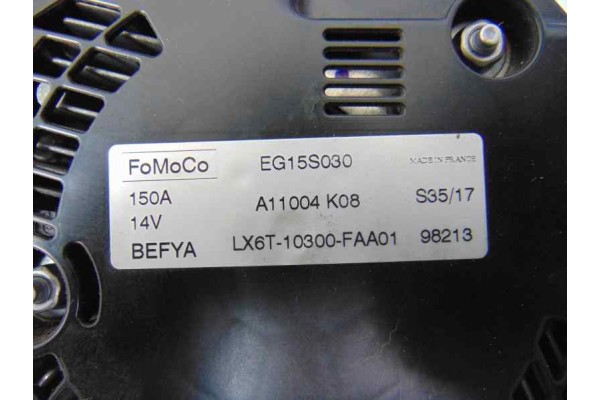 FoMoCo EG15S030 MADE IN FRANCE
150A A11004 K08 S35/17
14V
BEFYA LX6T-10300-FAA01 98213